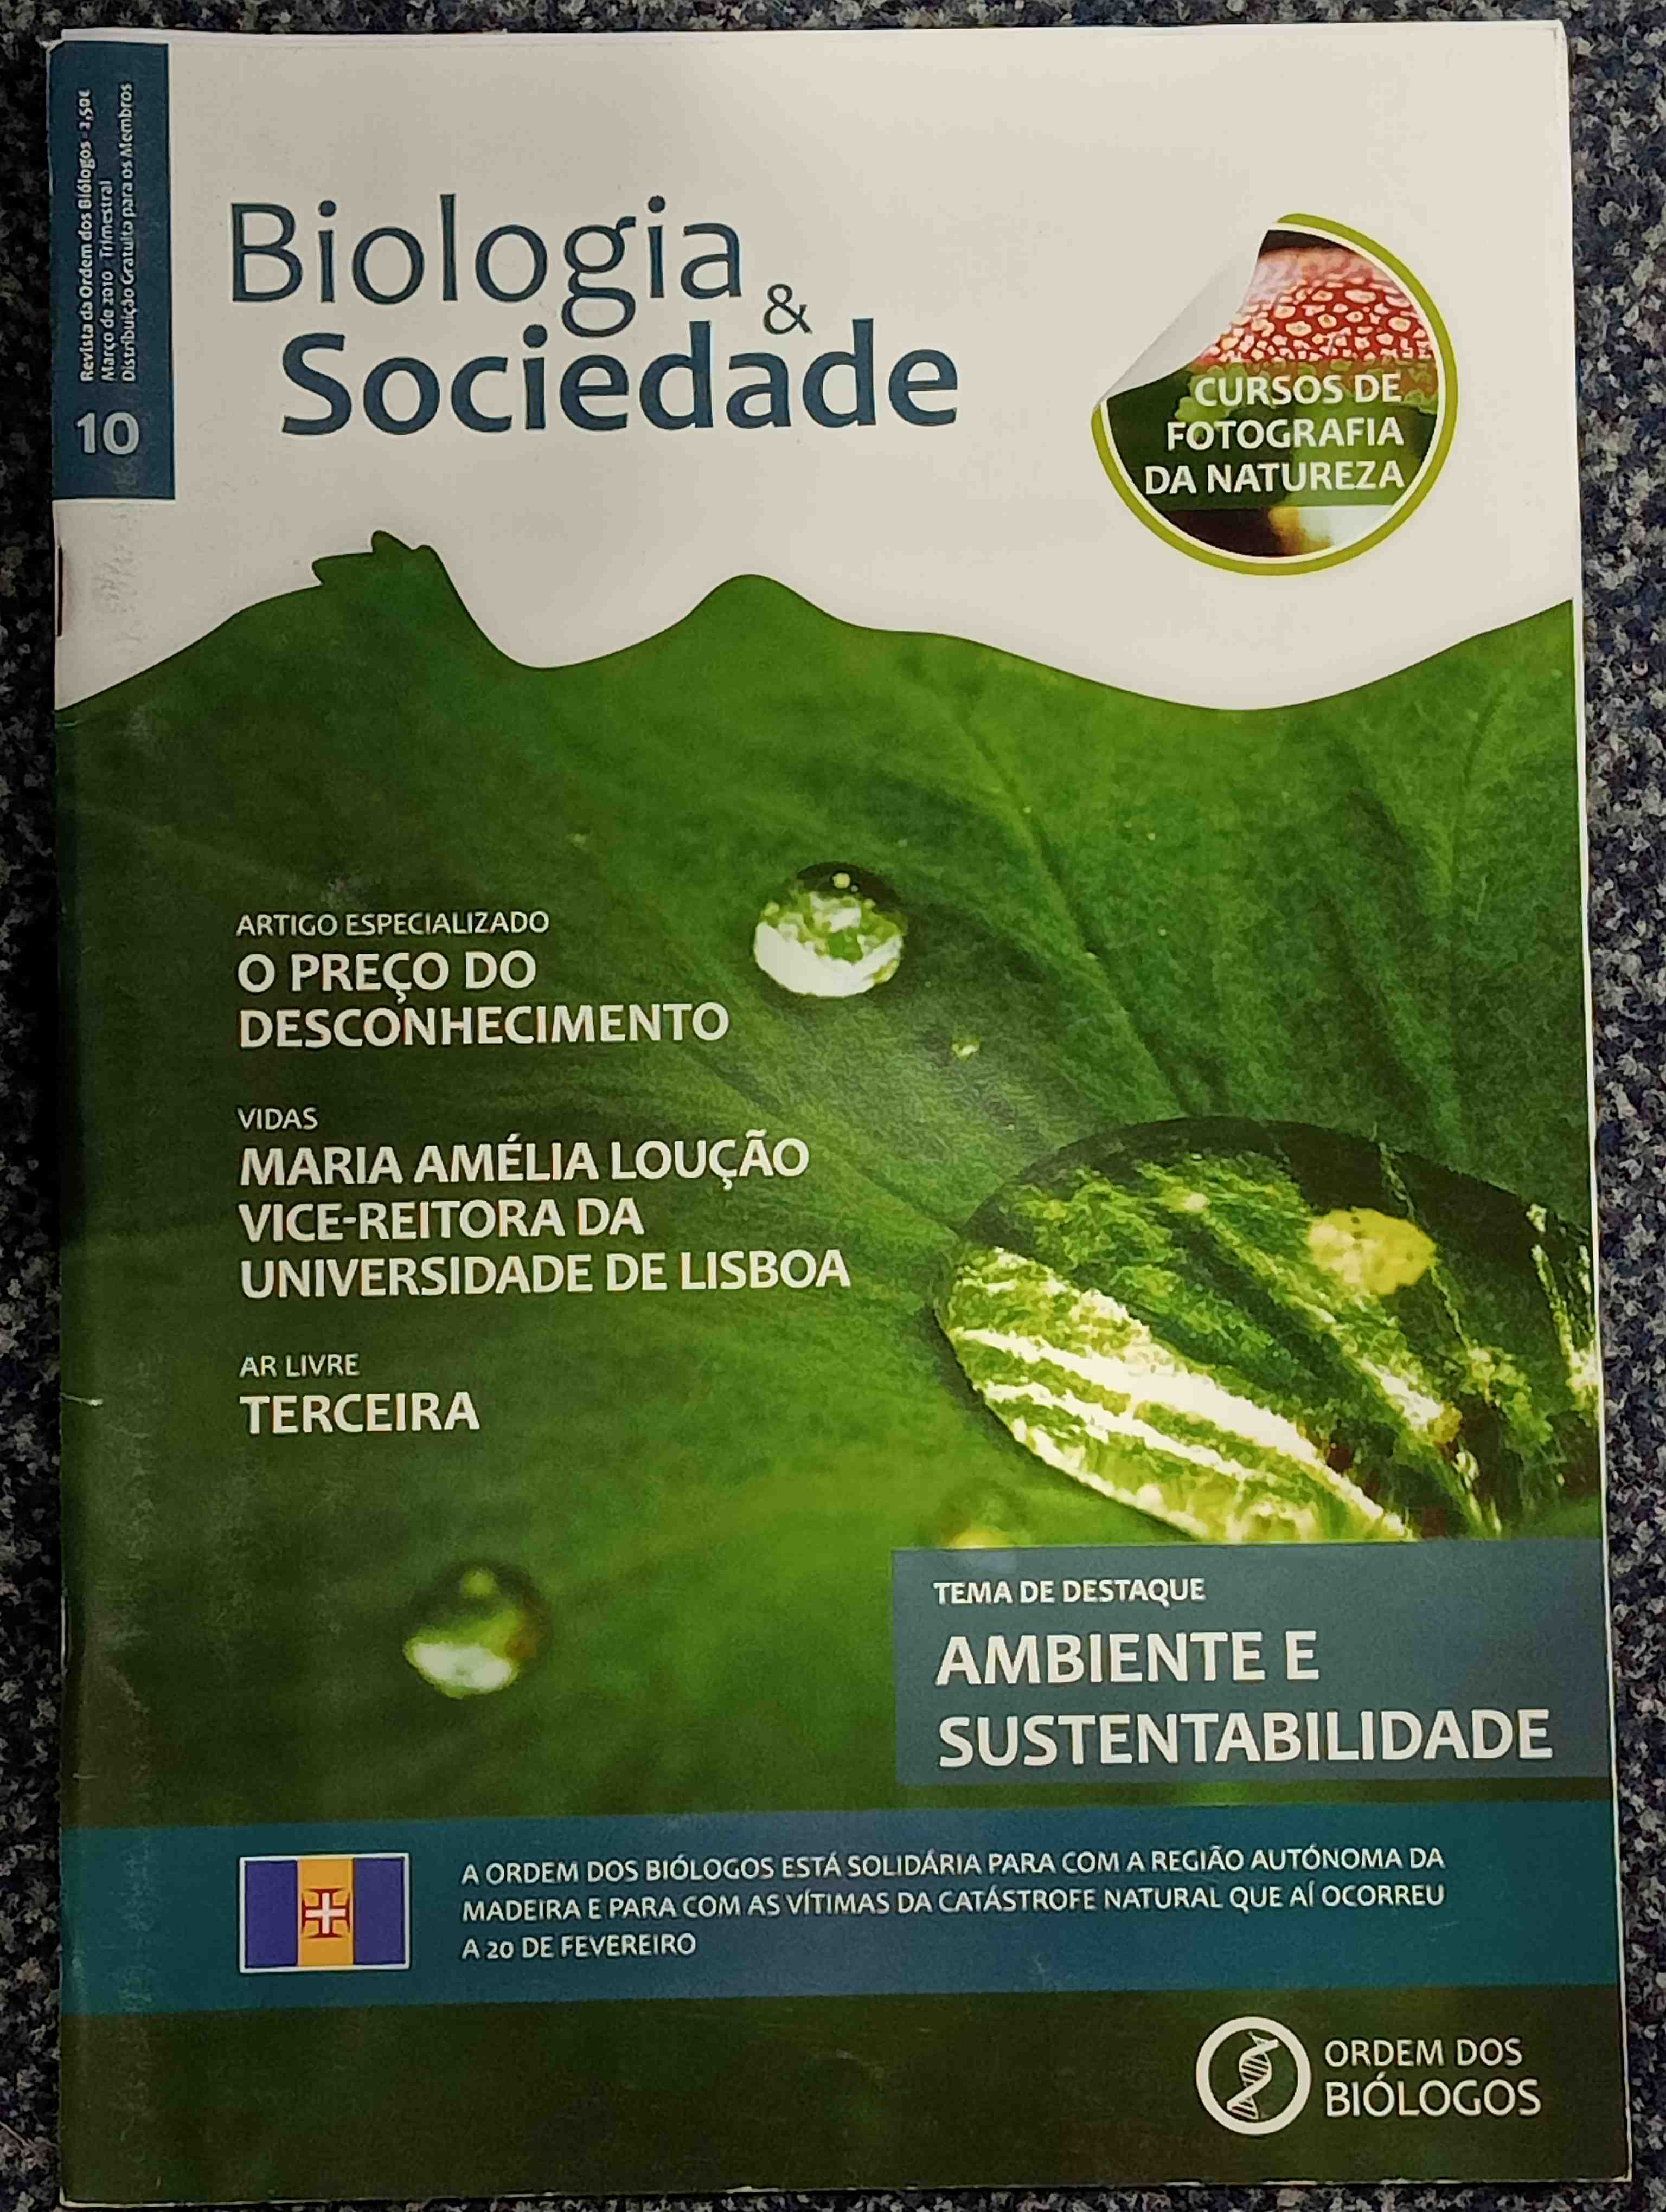 Revista da Ordem dos Biólogos · 2,50€
Março de 2010 · Trimestral
Distribuição Gratuita para os Membros
10
Biologia
&
Sociedade
CURSOS DE
FOTOGRAFIA
DA NATUREZA
ARTIGO ESPECIALIZADO
O PREÇO DO
DESCONHECIMENTO
VIDAS
MARIA AMÉLIA LOUÇÃO
VICE-REITORA DA
UNIVERSIDADE DE LISBOA
AR LIVRE
TERCEIRA
TEMA DE DESTAQUE
AMBIENTE E
SUSTENTABILIDADE
A ORDEM DOS BIÓLOGOS ESTÁ SOLIDÁRIA PARA COM A REGIÃO AUTÓNOMA DA
MADEIRA E PARA COM AS VÍTIMAS DA CATÁSTROFE NATURAL QUE AÍ OCORREU
A 20 DE FEVEREIRO
ORDEM DOS
BIÓLOGOS